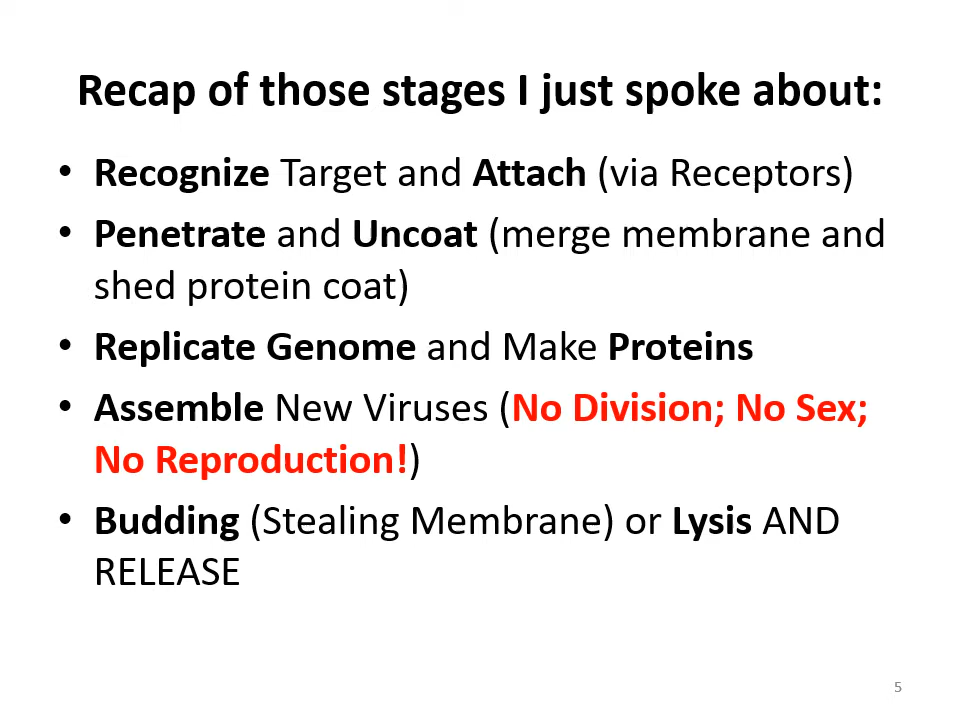 Recap of those stages I just spoke about:
• Recognize Target and Attach (via Receptors)
• Penetrate and Uncoat (merge membrane and
shed protein coat)
• Replicate Genome and Make Proteins
• Assemble New Viruses (No Division; No Sex;
No Reproduction!)
• Budding (Stealing Membrane) or Lysis AND
RELEASE
5